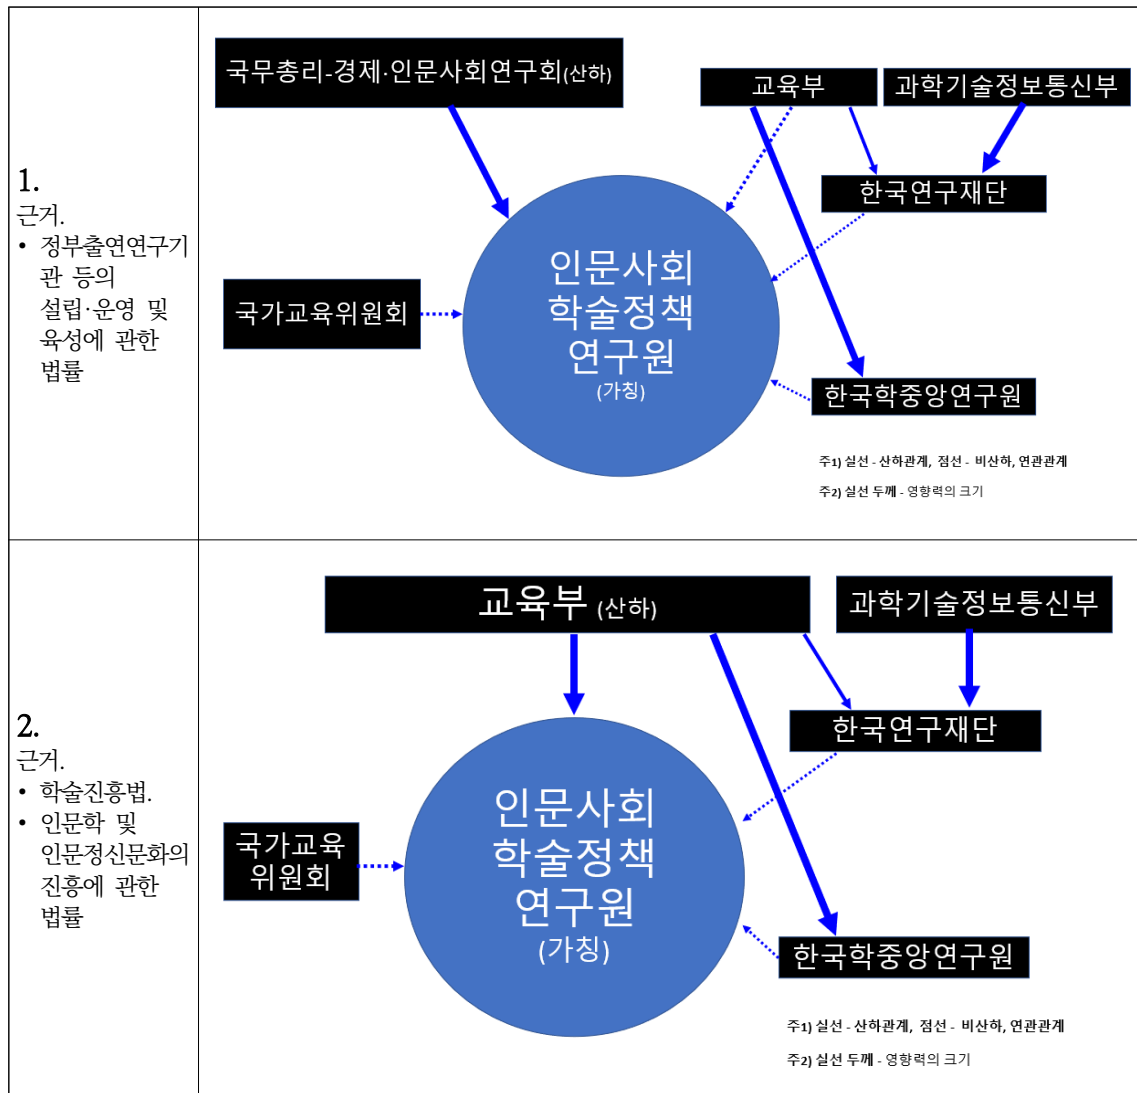 1.
근거.
• 정부출연연구기
관 등의
설립·운영 및
육성에 관한
법률
국무총리-경제·인문사회연구회(산하)
교육부
과학기술정보통신부
한국연구재단
국가교육위원회
인문사회
학술정책
연구원
(가칭)
한국학중앙연구원
주1) 실선 - 산하관계, 점선 - 비산하, 연관관계
주2) 실선 두께 - 영향력의 크기
2.
근거.
• 학술진흥법.
• 인문학 및
인문정신문화의
진흥에 관한
법률
교육부 (산하)
과학기술정보통신부
한국연구재단
국가교육
위원회
인문사회
학술정책
연구원
(가칭)
한국학중앙연구원
주1) 실선 - 산하관계, 점선 - 비산하, 연관관계
주2) 실선 두께 - 영향력의 크기